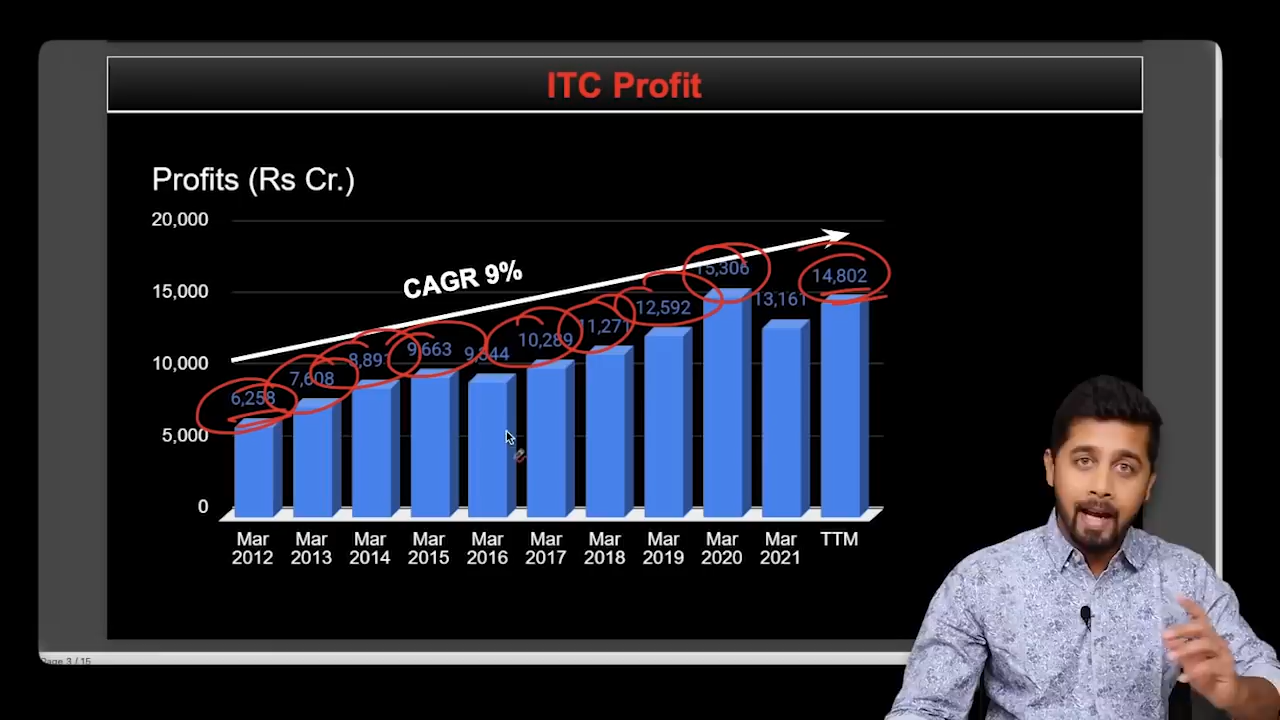 ITC Profit
Profits (Rs Cr.)
20,000
15,000
10,000
5,000
0
CAGR 9%
6,258
7,608
8,891
9,663
10,289
11,271
12,592
15,306
13,161
14,802
Mar 2012
Mar 2013
Mar 2014
Mar 2015
Mar 2016
Mar 2017
Mar 2018
Mar 2019
Mar 2020
Mar 2021
TTM
Page 3 / 15